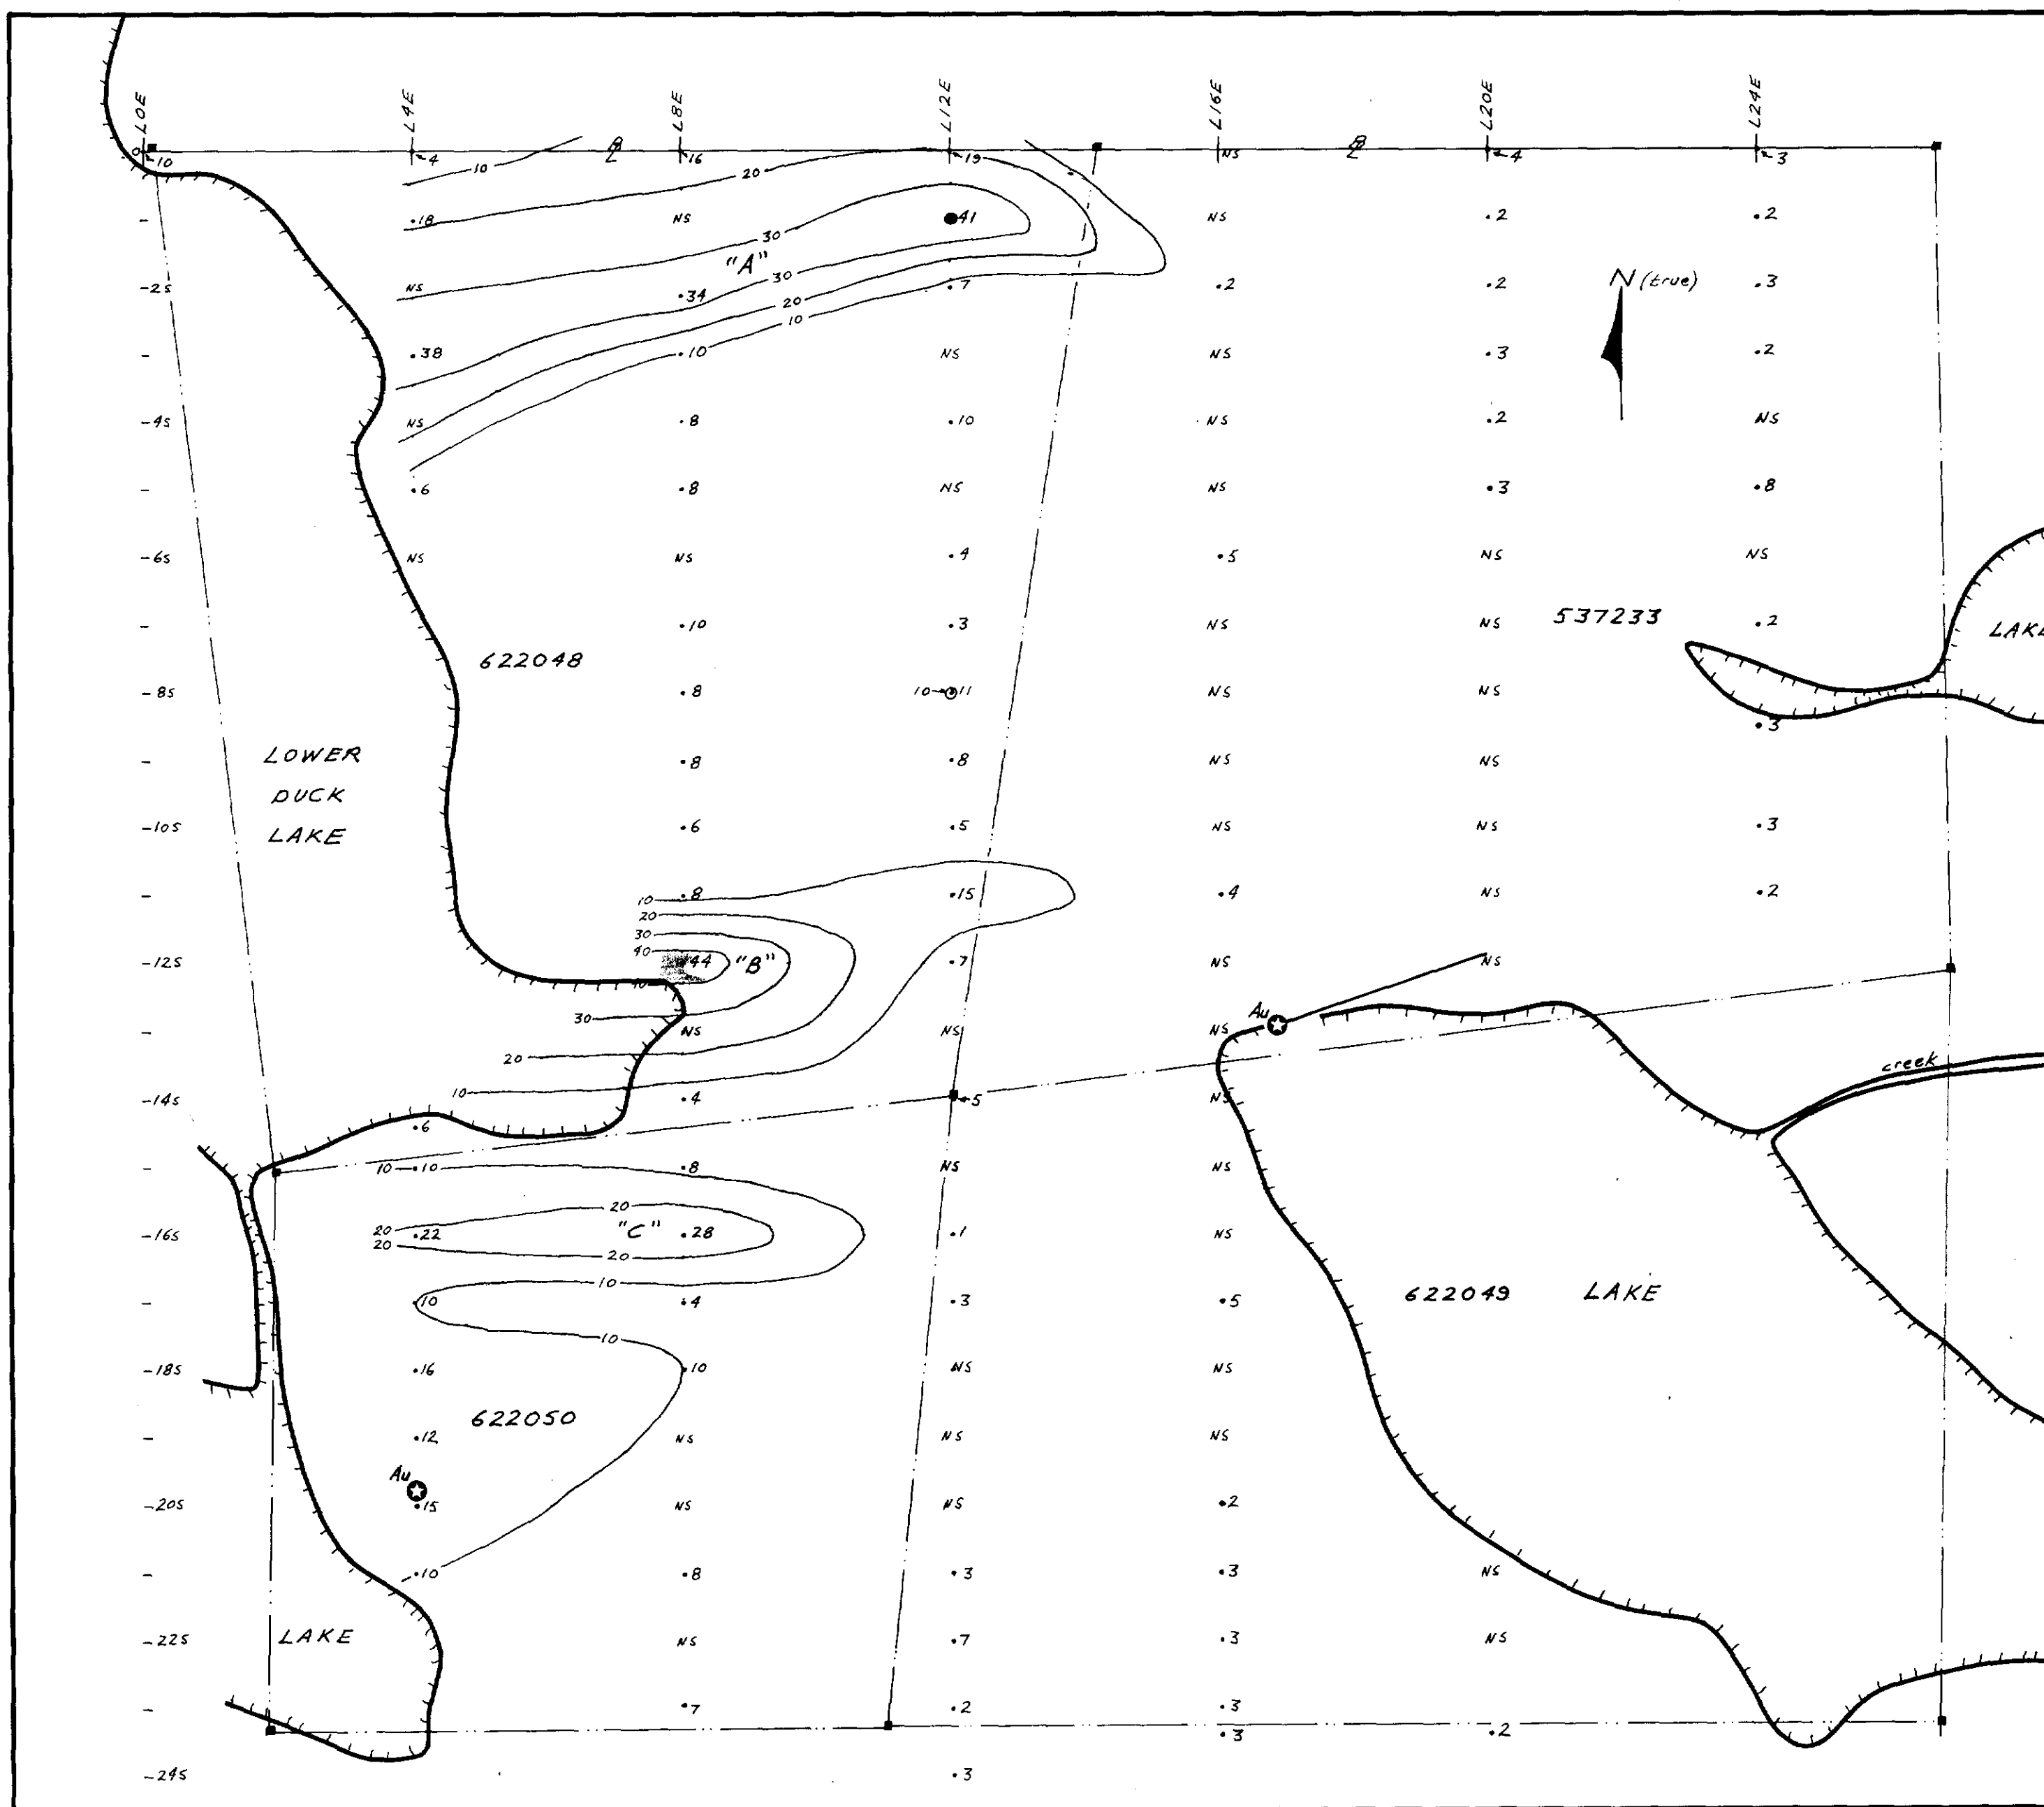 L0E L4E L8E L12E L16E L20E L24E
0 10 4 ℞ 16 19 NS ℞ 4 3
10
20
18 NS 41 NS 2 2
30
"A"
30
-2S NS 34 7 2 2 3
N (true)
20
10
38 10 NS NS 3 2
-4S NS 8 10 NS 2 NS
6 8 NS NS 3 8
-6S NS NS 4 5 NS NS
537233
10 3 NS NS 2
LAKE
622048
-8S 8 10 11 NS NS
3
LOWER
DUCK
LAKE
8 8 NS NS
-10S 6 5 NS NS 3
10 8 15 4 NS 2
20
30
40
-12S 44 "B" 7 NS NS
40
Au
30
NS NS NS
20
creek
10
-14S 4 5 NS
6
10 10 8 NS NS
20
"C"
-16S 20 22 28 1 NS
20
20
10
622049 LAKE
10 4 3 5
10
-18S 16 10 NS NS
622050
12 NS NS NS
Au
-20S 15 NS NS 2
10 8 3 3 NS
LAKE
-22S NS 7 3 NS
7 2 3
3 2
-24S 3